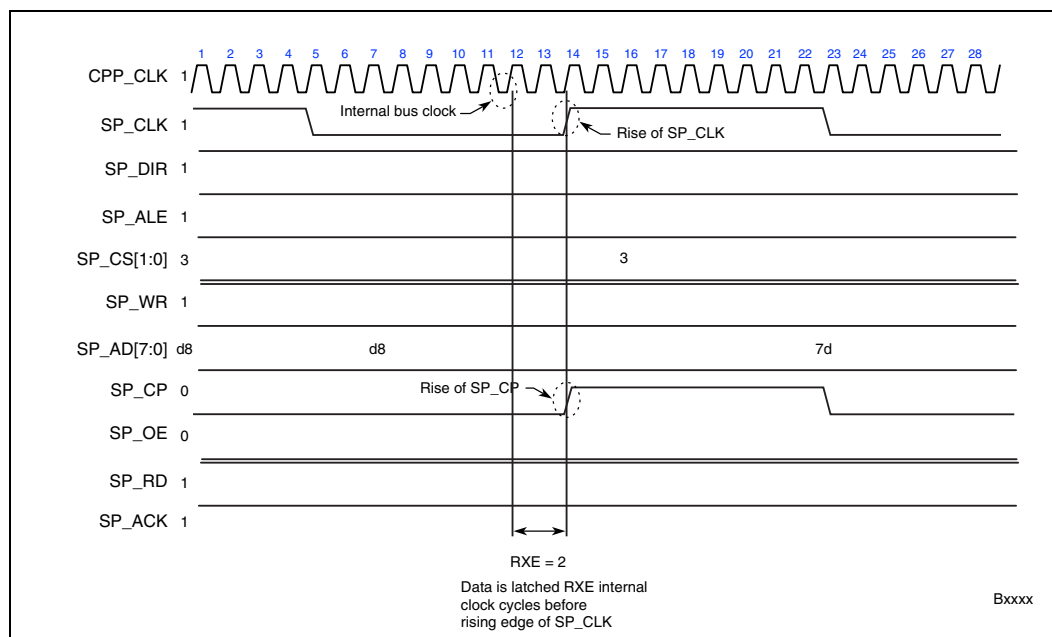 1 2 3 4 5 6 7 8 9 10 11 12 13 14 15 16 17 18 19 20 21 22 23 24 25 26 27 28
CPP_CLK 1
Internal bus clock
SP_CLK 1
Rise of SP_CLK
SP_DIR 1
SP_ALE 1
SP_CS[1:0] 3 3
SP_WR 1
SP_AD[7:0] d8 d8 7d
SP_CP 0
Rise of SP_CP
SP_OE 0
SP_RD 1
SP_ACK 1
RXE = 2
Data is latched RXE internal
clock cycles before
rising edge of SP_CLK
Bxxxx